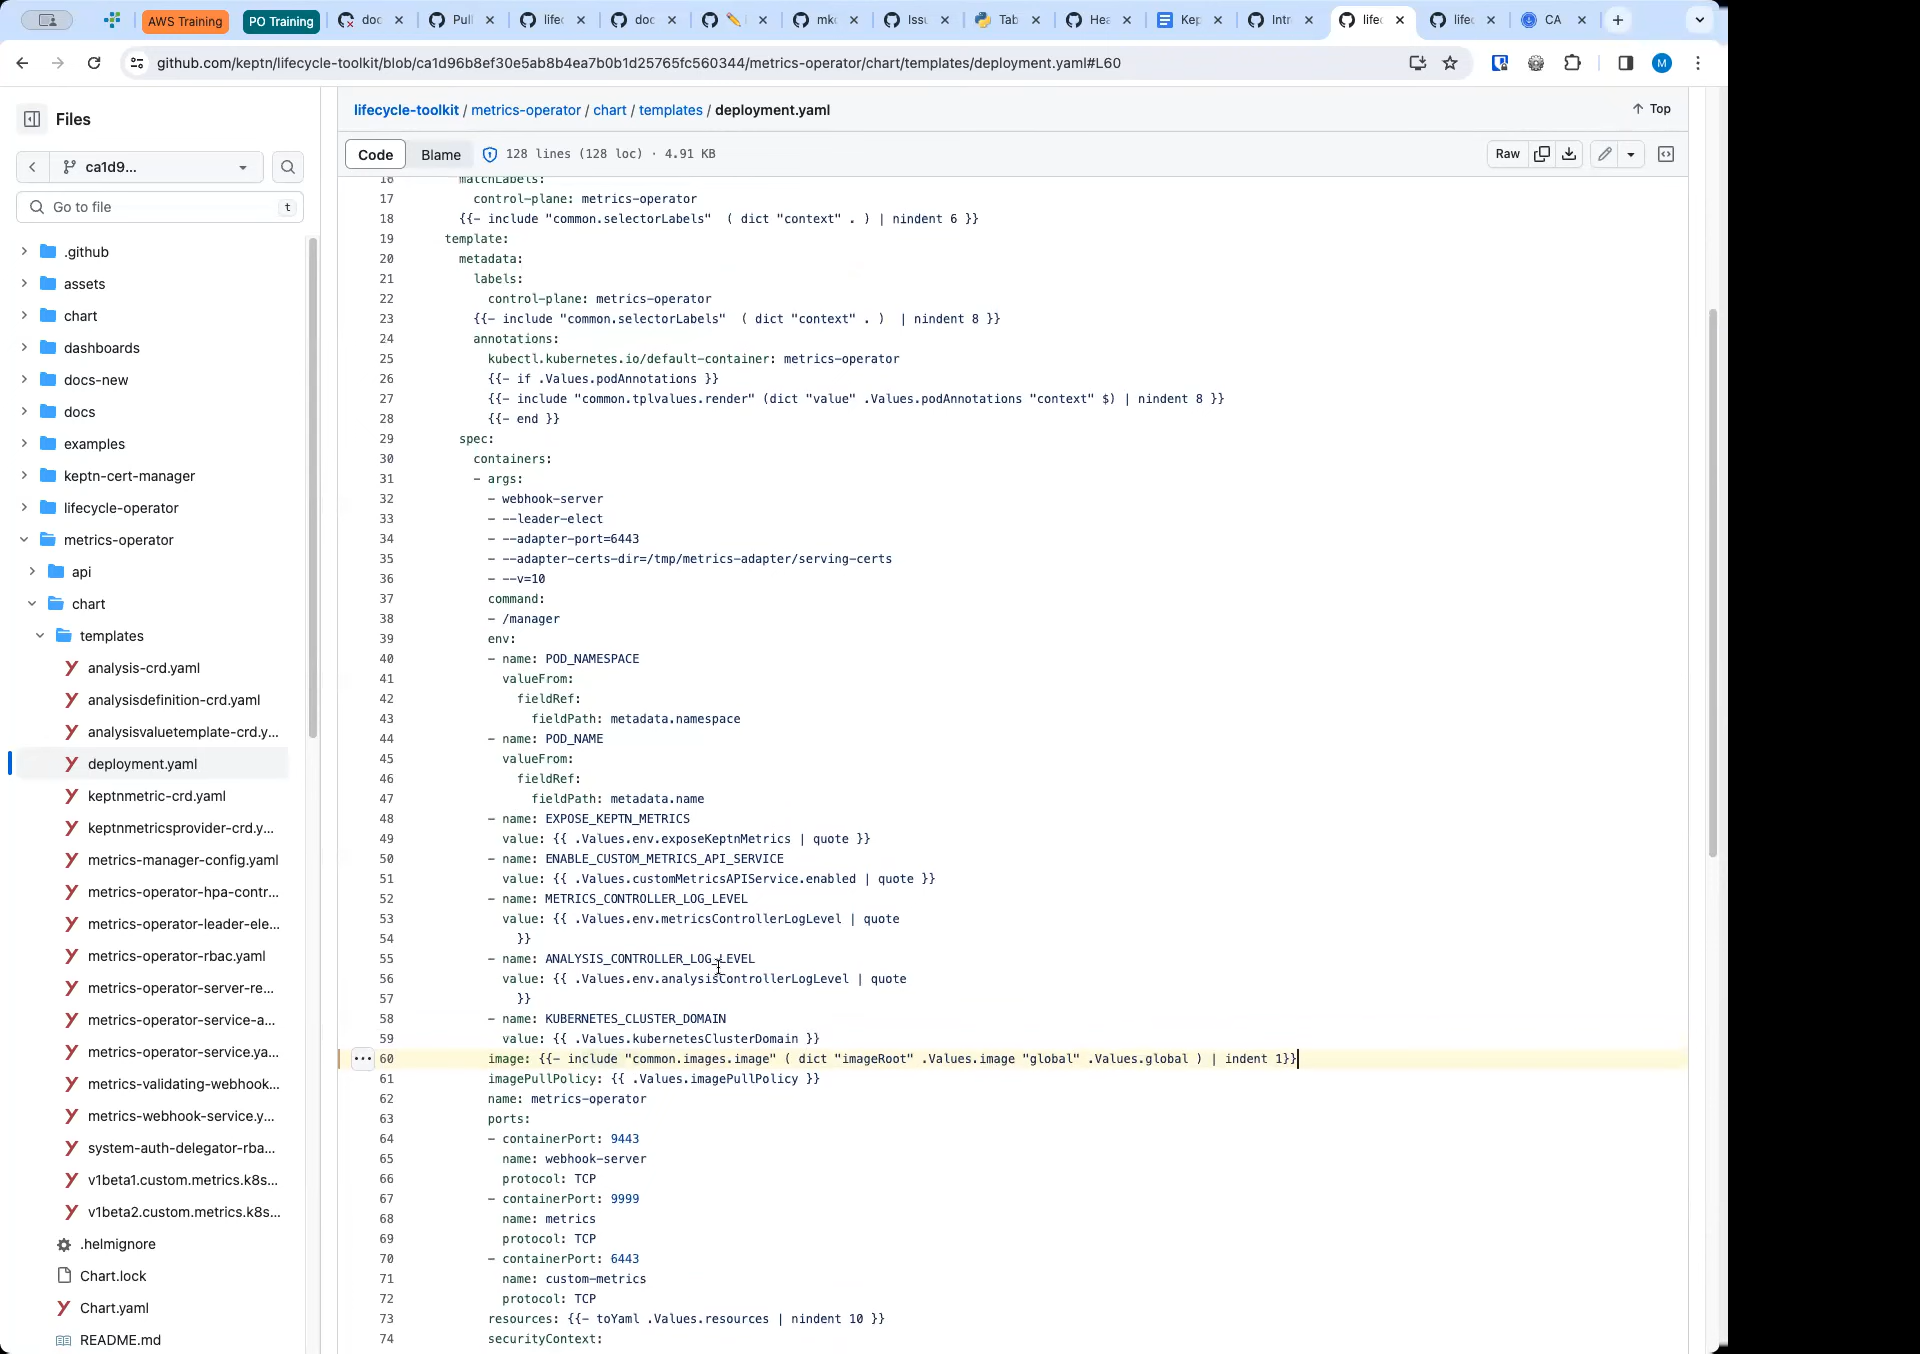 AWS Training
PO Training
doc
Pull
lifec
doc
mkd
Issu
Tab
Hea
Kep
Intr
lifec
lifec
CA
github.com/keptn/lifecycle-toolkit/blob/ca1d96b8ef30e5ab8b4ea7b0b1d25765fc560344/metrics-operator/chart/templates/deployment.yaml#L60
M
Files
ca1d9...
Go to file
t
.github
assets
chart
dashboards
docs-new
docs
examples
keptn-cert-manager
lifecycle-operator
metrics-operator
api
chart
templates
analysis-crd.yaml
analysisdefinition-crd.yaml
analysisvaluetemplate-crd.y...
deployment.yaml
keptnmetric-crd.yaml
keptnmetricsprovider-crd.y...
metrics-manager-config.yaml
metrics-operator-hpa-contr...
metrics-operator-leader-ele...
metrics-operator-rbac.yaml
metrics-operator-server-re...
metrics-operator-service-a...
metrics-operator-service.ya...
metrics-validating-webhook...
metrics-webhook-service.y...
system-auth-delegator-rba...
v1beta1.custom.metrics.k8s...
v1beta2.custom.metrics.k8s...
.helmignore
Chart.lock
Chart.yaml
README.md
lifecycle-toolkit / metrics-operator / chart / templates / deployment.yaml
Top
Code
Blame
128 lines (128 loc) · 4.91 KB
Raw
16 matchLabels:
17 control-plane: metrics-operator
18 {{- include "common.selectorLabels"  ( dict "context" . ) | nindent 6 }}
19 template:
20 metadata:
21 labels:
22 control-plane: metrics-operator
23 {{- include "common.selectorLabels"  ( dict "context" . )  | nindent 8 }}
24 annotations:
25 kubectl.kubernetes.io/default-container: metrics-operator
26 {{- if .Values.podAnnotations }}
27 {{- include "common.tplvalues.render" (dict "value" .Values.podAnnotations "context" $) | nindent 8 }}
28 {{- end }}
29 spec:
30 containers:
31 - args:
32 - webhook-server
33 - --leader-elect
34 - --adapter-port=6443
35 - --adapter-certs-dir=/tmp/metrics-adapter/serving-certs
36 - --v=10
37 command:
38 - /manager
39 env:
40 - name: POD_NAMESPACE
41 valueFrom:
42 fieldRef:
43 fieldPath: metadata.namespace
44 - name: POD_NAME
45 valueFrom:
46 fieldRef:
47 fieldPath: metadata.name
48 - name: EXPOSE_KEPTN_METRICS
49 value: {{ .Values.env.exposeKeptnMetrics | quote }}
50 - name: ENABLE_CUSTOM_METRICS_API_SERVICE
51 value: {{ .Values.customMetricsAPIService.enabled | quote }}
52 - name: METRICS_CONTROLLER_LOG_LEVEL
53 value: {{ .Values.env.metricsControllerLogLevel | quote
54 }}
55 - name: ANALYSIS_CONTROLLER_LOG_LEVEL
56 value: {{ .Values.env.analysisControllerLogLevel | quote
57 }}
58 - name: KUBERNETES_CLUSTER_DOMAIN
59 value: {{ .Values.kubernetesClusterDomain }}
60 image: {{- include "common.images.image" ( dict "imageRoot" .Values.image "global" .Values.global ) | indent 1}}
61 imagePullPolicy: {{ .Values.imagePullPolicy }}
62 name: metrics-operator
63 ports:
64 - containerPort: 9443
65 name: webhook-server
66 protocol: TCP
67 - containerPort: 9999
68 name: metrics
69 protocol: TCP
70 - containerPort: 6443
71 name: custom-metrics
72 protocol: TCP
73 resources: {{- toYaml .Values.resources | nindent 10 }}
74 securityContext: